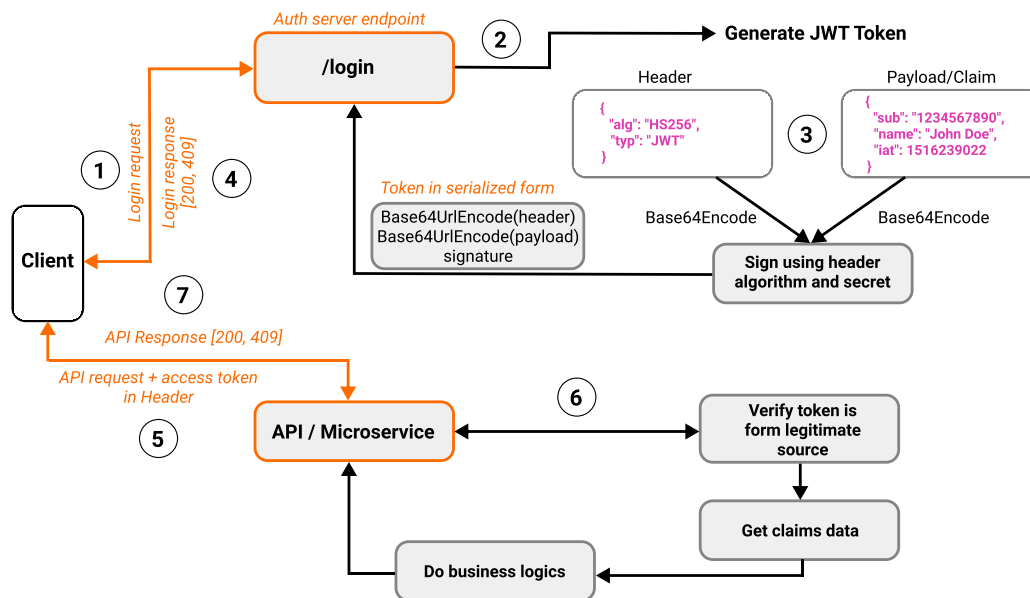 Auth server endpoint
/login
2
Generate JWT Token
Header
Payload/Claim
{
"alg": "HS256",
"typ": "JWT"
}
3
{
"sub": "1234567890",
"name": "John Doe",
"iat": 1516239022
}
1
Login request
Login response
[200, 409]
4
Token in serialized form
Base64UrlEncode(header)
Base64UrlEncode(payload)
signature
Base64Encode
Base64Encode
Sign using header
algorithm and secret
Client
7
API Response [200, 409]
API request + access token
in Header
5
API / Microservice
6
Verify token is
form legitimate
source
Get claims data
Do business logics